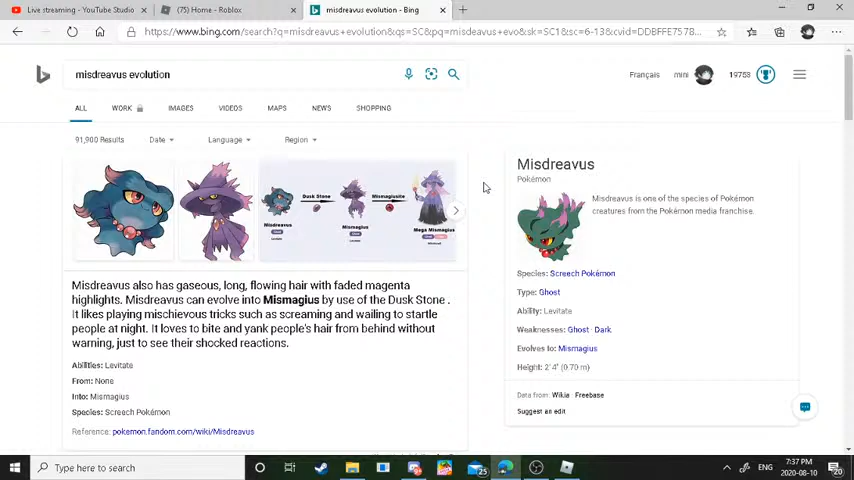 Live streaming - YouTube Studio
(75) Home - Roblox
misdreavus evolution - Bing
https://www.bing.com/search?q=misdreavus+evolution&qs=SC&pq=misdeavus+evo&sk=SC1&sc=6-13&cvid=DDBFFE7578...
misdreavus evolution
Français
mini
19753
ALL
WORK
IMAGES
VIDEOS
MAPS
NEWS
SHOPPING
91,900 Results
Date
Language
Region
Dusk Stone
Mismagiusite
Misdreavus
Mismagius
Mega Mismagius
Levitate
Levitate
Misdreavus also has gaseous, long, flowing hair with faded magenta
highlights. Misdreavus can evolve into Mismagius by use of the Dusk Stone .
It likes playing mischievous tricks such as screaming and wailing to startle
people at night. It loves to bite and yank people's hair from behind without
warning, just to see their shocked reactions.
Abilities: Levitate
From: None
Into: Mismagius
Species: Screech Pokémon
Reference: pokemon.fandom.com/wiki/Misdreavus
Misdreavus
Pokémon
Misdreavus is one of the species of Pokémon
creatures from the Pokémon media franchise.
Species: Screech Pokémon
Type: Ghost
Ability: Levitate
Weaknesses: Ghost · Dark
Evolves to: Mismagius
Height: 2' 4" (0.70 m)
Data from: Wikia · Freebase
Suggest an edit
Type here to search
25
ENG
7:37 PM
2020-08-10
20